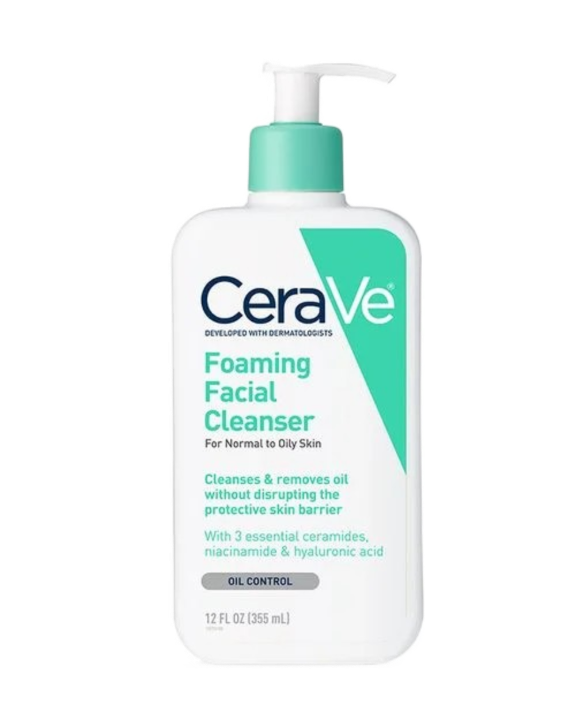 CeraVe®
DEVELOPED WITH DERMATOLOGISTS
Foaming
Facial
Cleanser
For Normal to Oily Skin
Cleanses & removes oil
without disrupting the
protective skin barrier
With 3 essential ceramides,
niacinamide & hyaluronic acid
OIL CONTROL
12 FL OZ (355 mL)